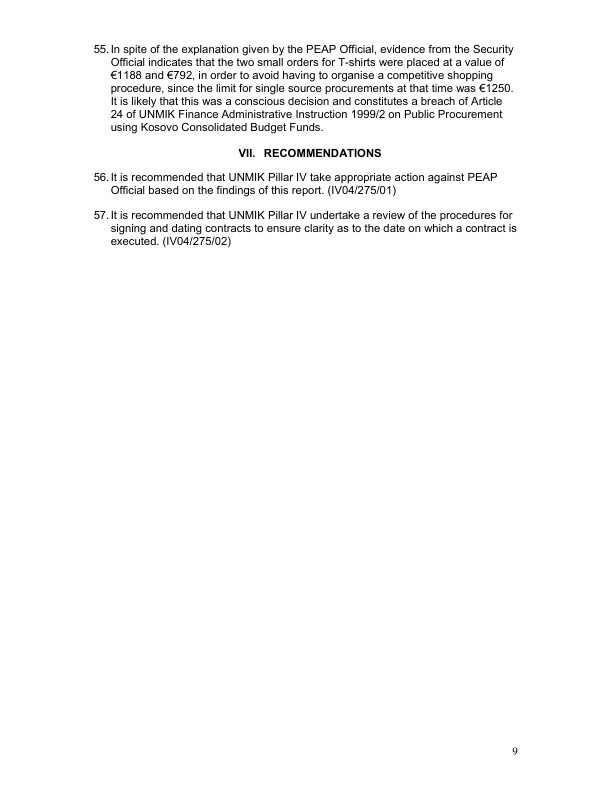 55. In spite of the explanation given by the PEAP Official, evidence from the Security
Official indicates that the two small orders for T-shirts were placed at a value of
€1188 and €792, in order to avoid having to organise a competitive shopping
procedure, since the limit for single source procurements at that time was €1250.
It is likely that this was a conscious decision and constitutes a breach of Article
24 of UNMIK Finance Administrative Instruction 1999/2 on Public Procurement
using Kosovo Consolidated Budget Funds.
VII. RECOMMENDATIONS
56. It is recommended that UNMIK Pillar IV take appropriate action against PEAP
Official based on the findings of this report. (IV04/275/01)
57. It is recommended that UNMIK Pillar IV undertake a review of the procedures for
signing and dating contracts to ensure clarity as to the date on which a contract is
executed. (IV04/275/02)
9